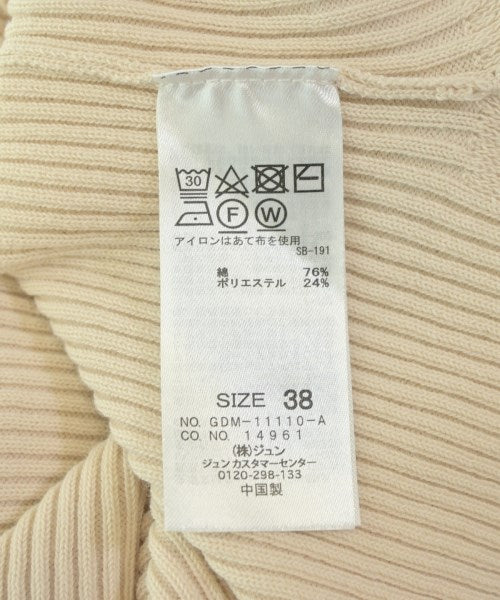 30
F W
アイロンはあて布を使用
SB-191
綿 76%
ポリエステル 24%
SIZE 38
NO. GDM-11110-A
CO. NO. 14961
(株)ジュン
ジュン カスタマーセンター
0120-298-133
中国製